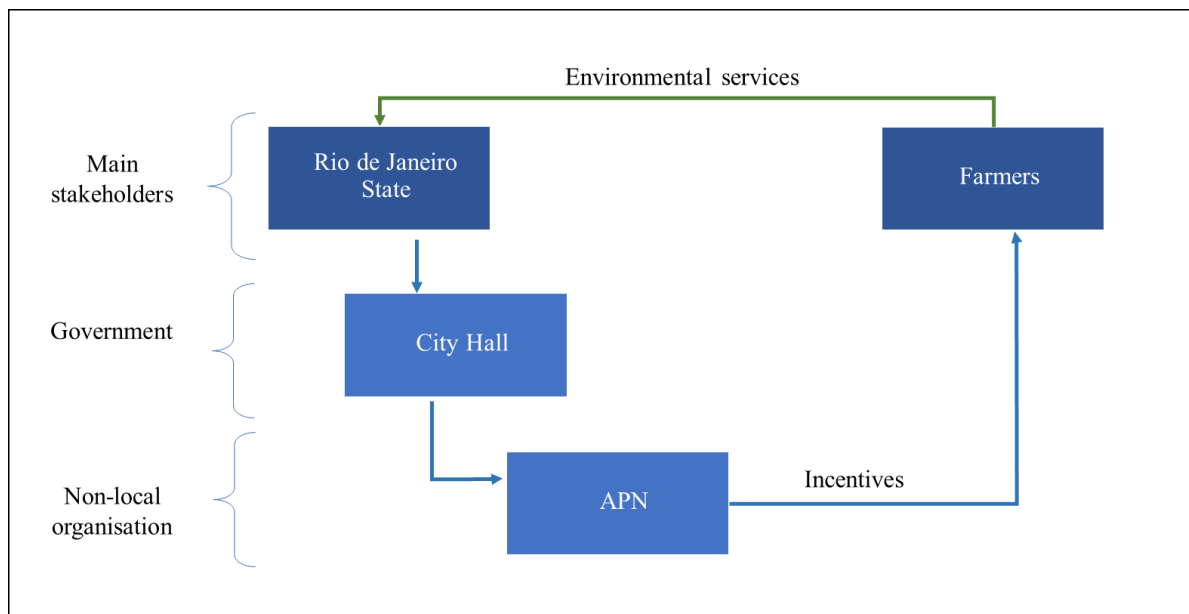 Environmental services
Main
stakeholders
Rio de Janeiro
State
Farmers
Government
City Hall
Non-local
organisation
APN
Incentives